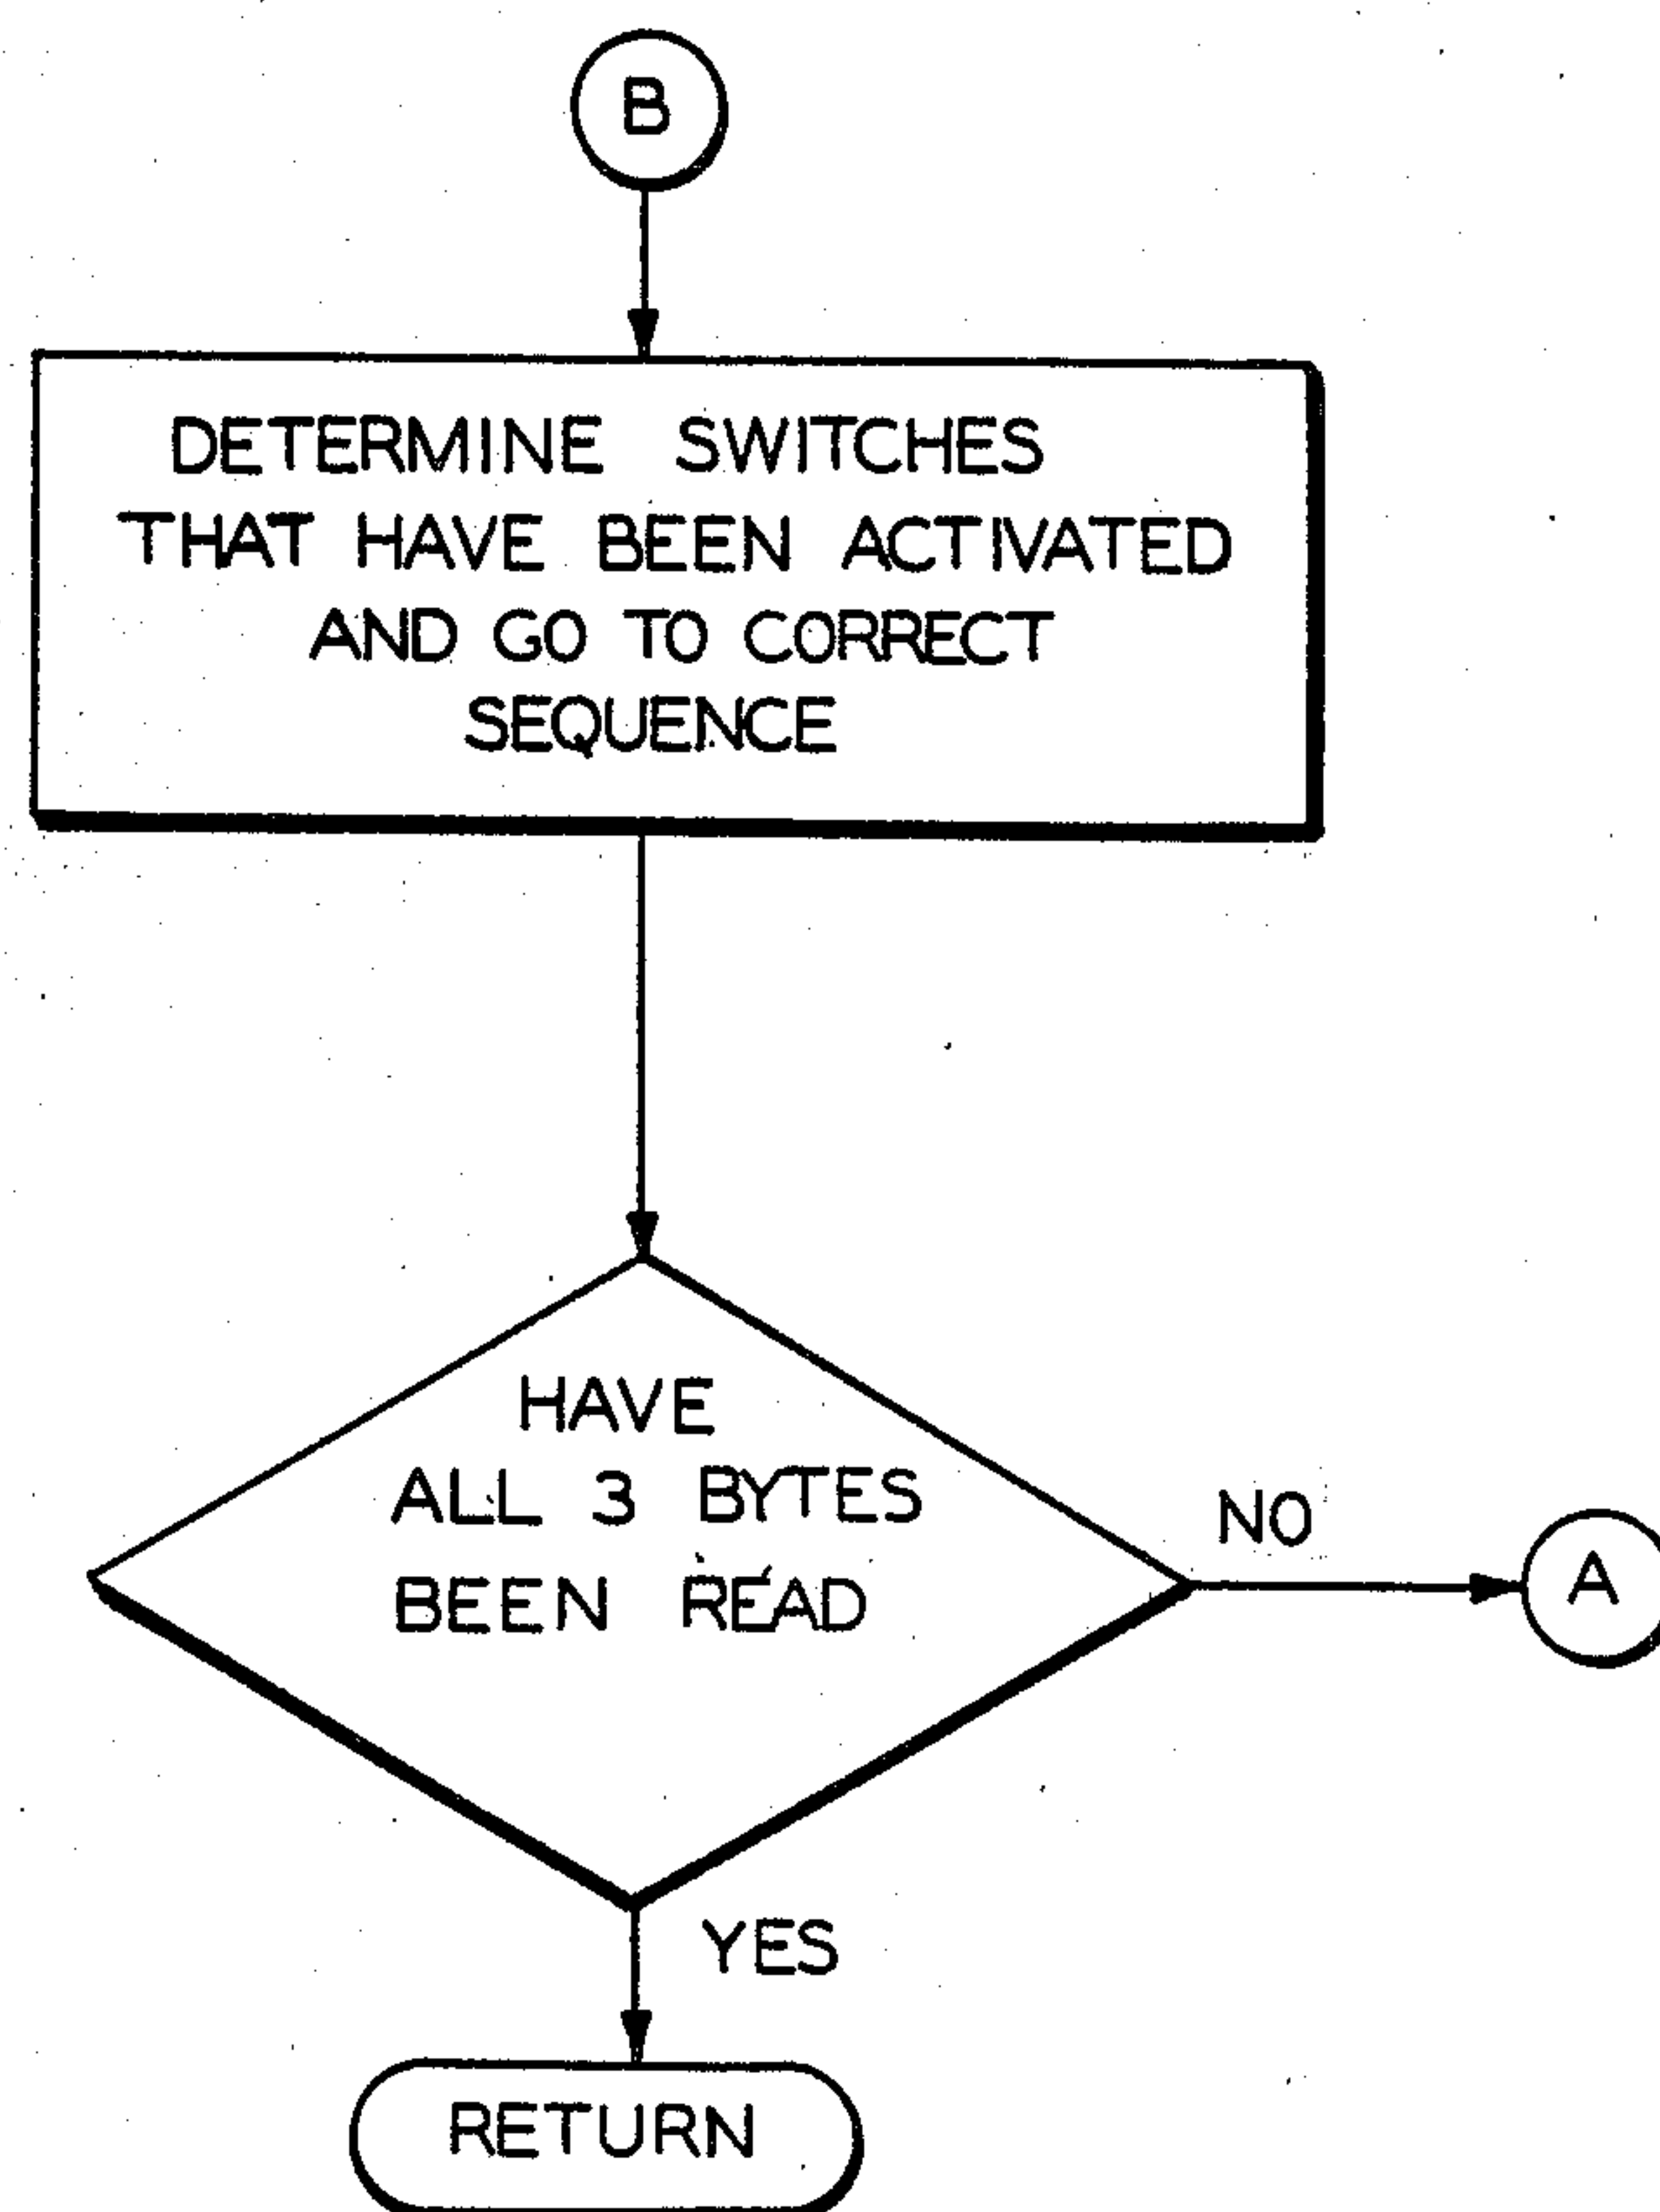 B
DETERMINE SWITCHES
THAT HAVE BEEN ACTIVATED
AND GO TO CORRECT
SEQUENCE
HAVE
ALL 3 BYTES
BEEN READ
NO
A
YES
RETURN